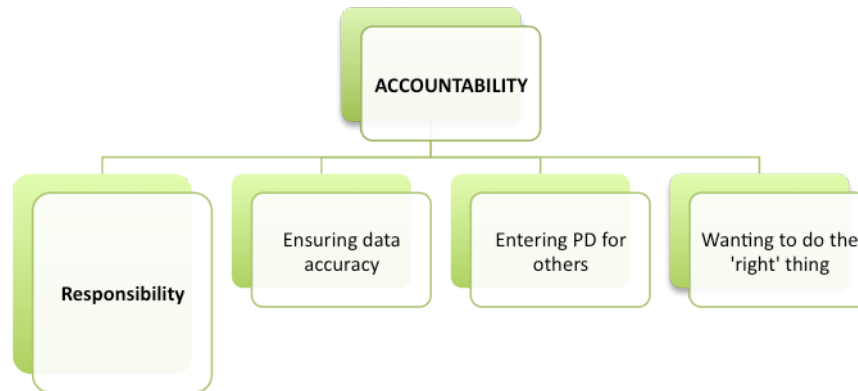 ACCOUNTABILITY
Responsibility
Ensuring data
accuracy
Entering PD for
others
Wanting to do the
'right' thing